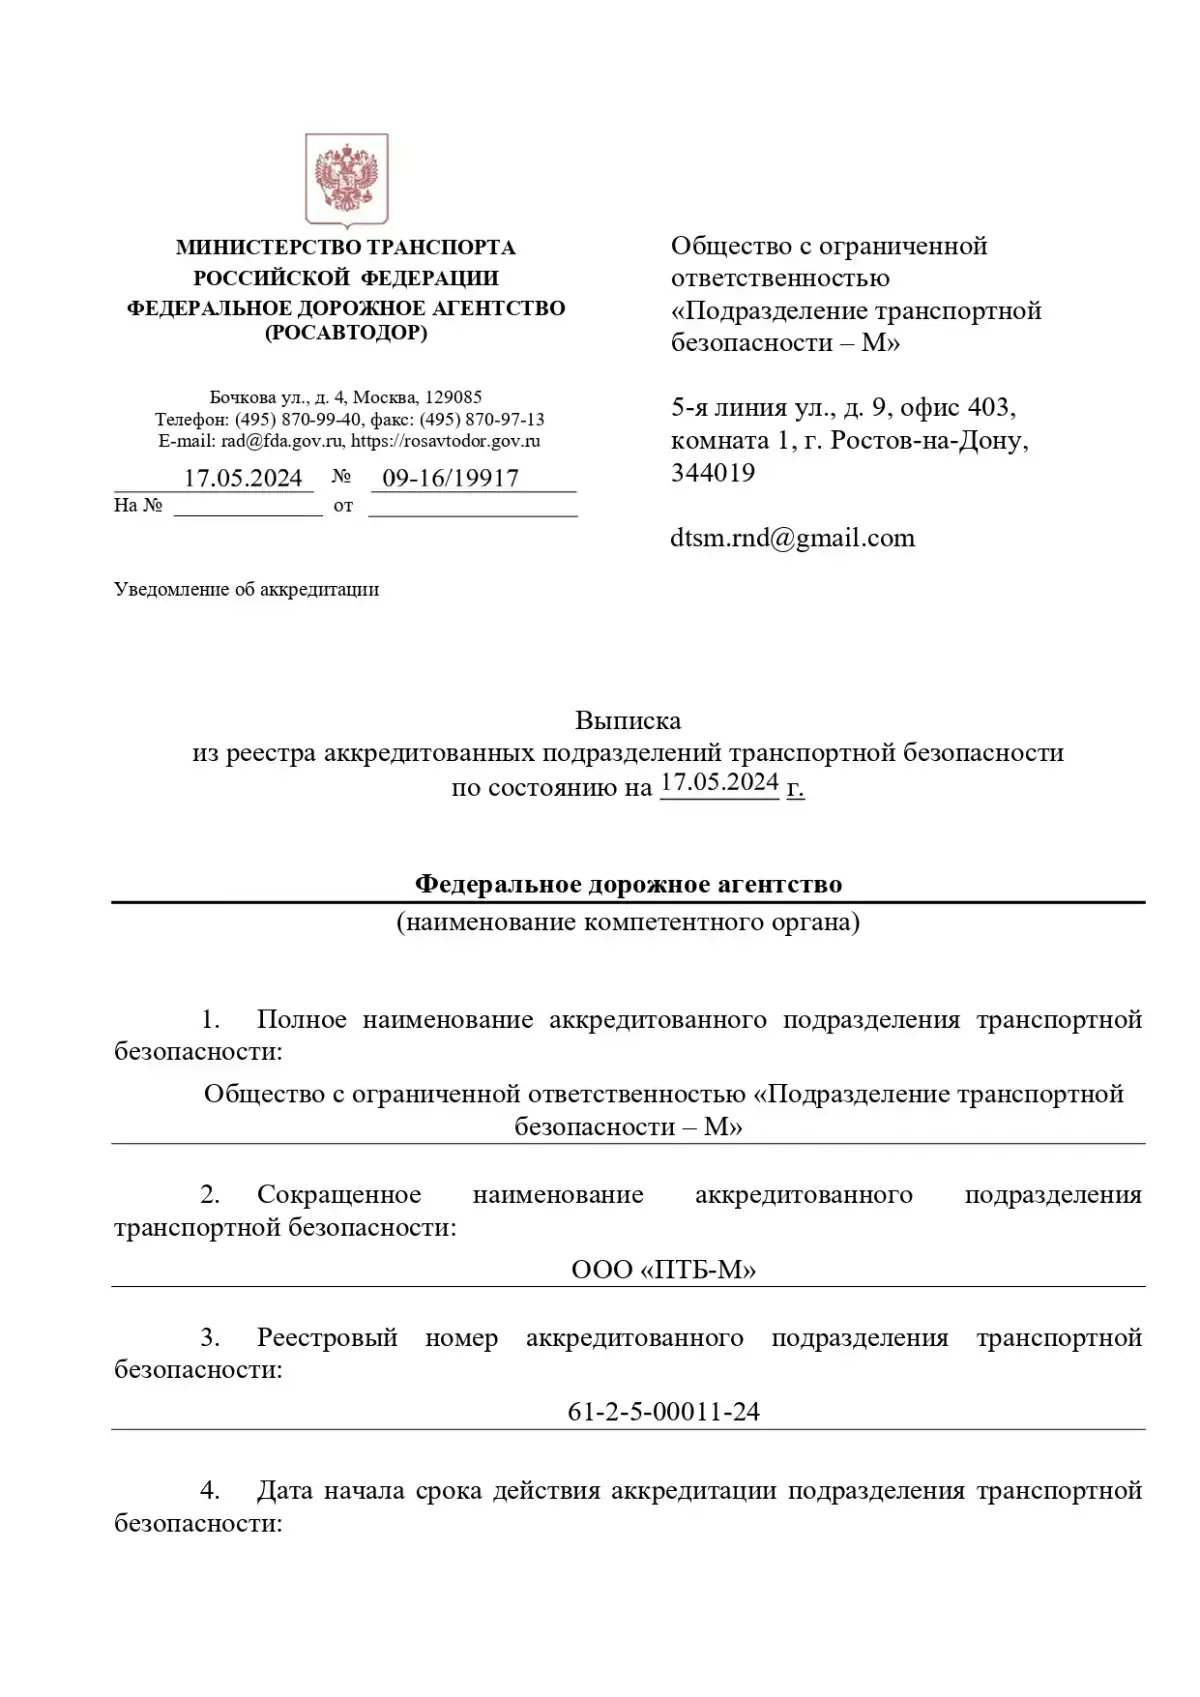 МИНИСТЕРСТВО ТРАНСПОРТА
РОССИЙСКОЙ ФЕДЕРАЦИИ
ФЕДЕРАЛЬНОЕ ДОРОЖНОЕ АГЕНТСТВО
(РОСАВТОДОР)
Бочкова ул., д. 4, Москва, 129085
Телефон: (495) 870-99-40, факс: (495) 870-97-13
E-mail: rad@fda.gov.ru, https://rosavtodor.gov.ru
17.05.2024 № 09-16/19917
На № от
Уведомление об аккредитации
Общество с ограниченной
ответственностью
«Подразделение транспортной
безопасности – М»
5-я линия ул., д. 9, офис 403,
комната 1, г. Ростов-на-Дону,
344019
dtsm.rnd@gmail.com
Выписка
из реестра аккредитованных подразделений транспортной безопасности
по состоянию на 17.05.2024 г.
Федеральное дорожное агентство
(наименование компетентного органа)
1. Полное наименование аккредитованного подразделения транспортной
безопасности:
Общество с ограниченной ответственностью «Подразделение транспортной
безопасности – М»
2. Сокращенное наименование аккредитованного подразделения
транспортной безопасности:
ООО «ПТБ-М»
3. Реестровый номер аккредитованного подразделения транспортной
безопасности:
61-2-5-00011-24
4. Дата начала срока действия аккредитации подразделения транспортной
безопасности: